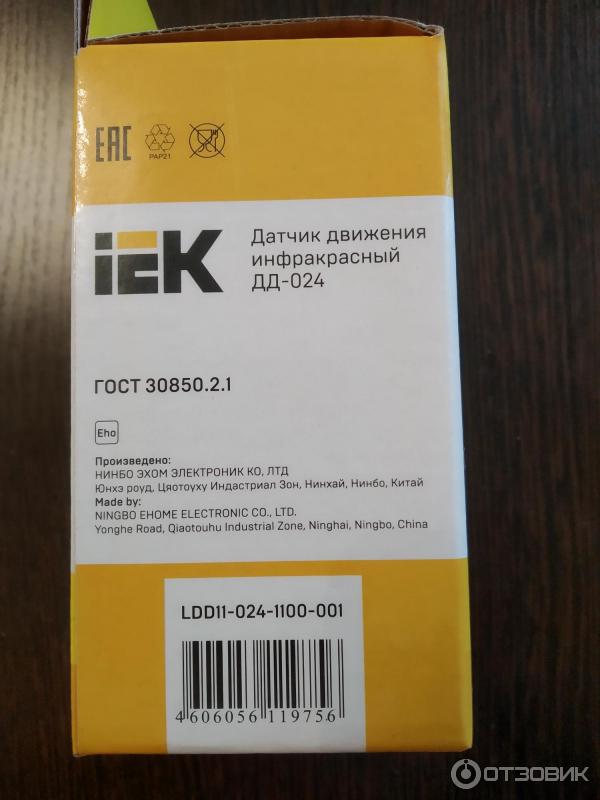 EAC
PAP21
IEK
Датчик движения
инфракрасный
ДД-024
ГОСТ 30850.2.1
Eho
Произведено:
НИНБО ЭХОМ ЭЛЕКТРОНИК КО, ЛТД
Юнхэ роуд, Цяотоуху Индастриал Зон, Нинхай, Нинбо, Китай
Made by:
NINGBO EHOME ELECTRONIC CO., LTD.
Yonghe Road, Qiaotouhu Industrial Zone, Ninghai, Ningbo, China
LDD11-024-1100-001
4 606056 119756
ОТЗОВИК